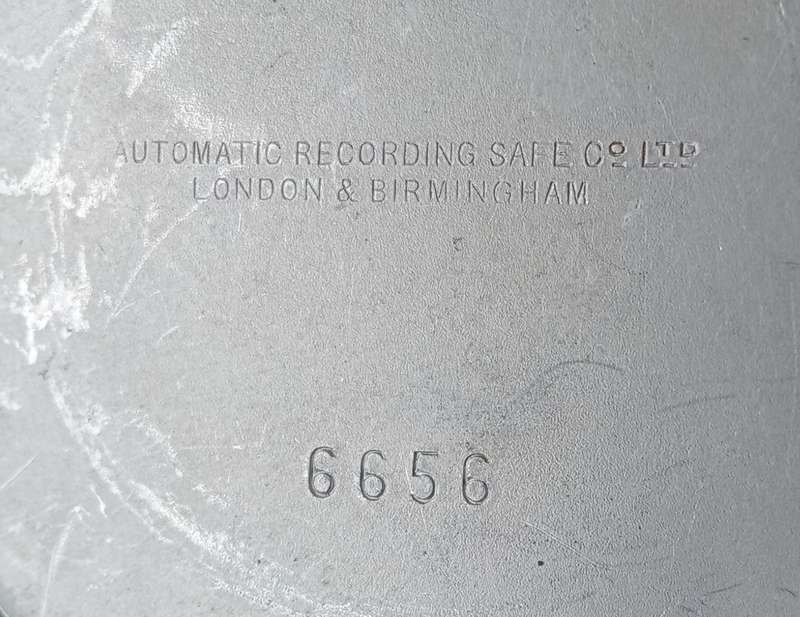 AUTOMATIC RECORDING SAFE Cº LTD
LONDON & BIRMINGHAM
6656